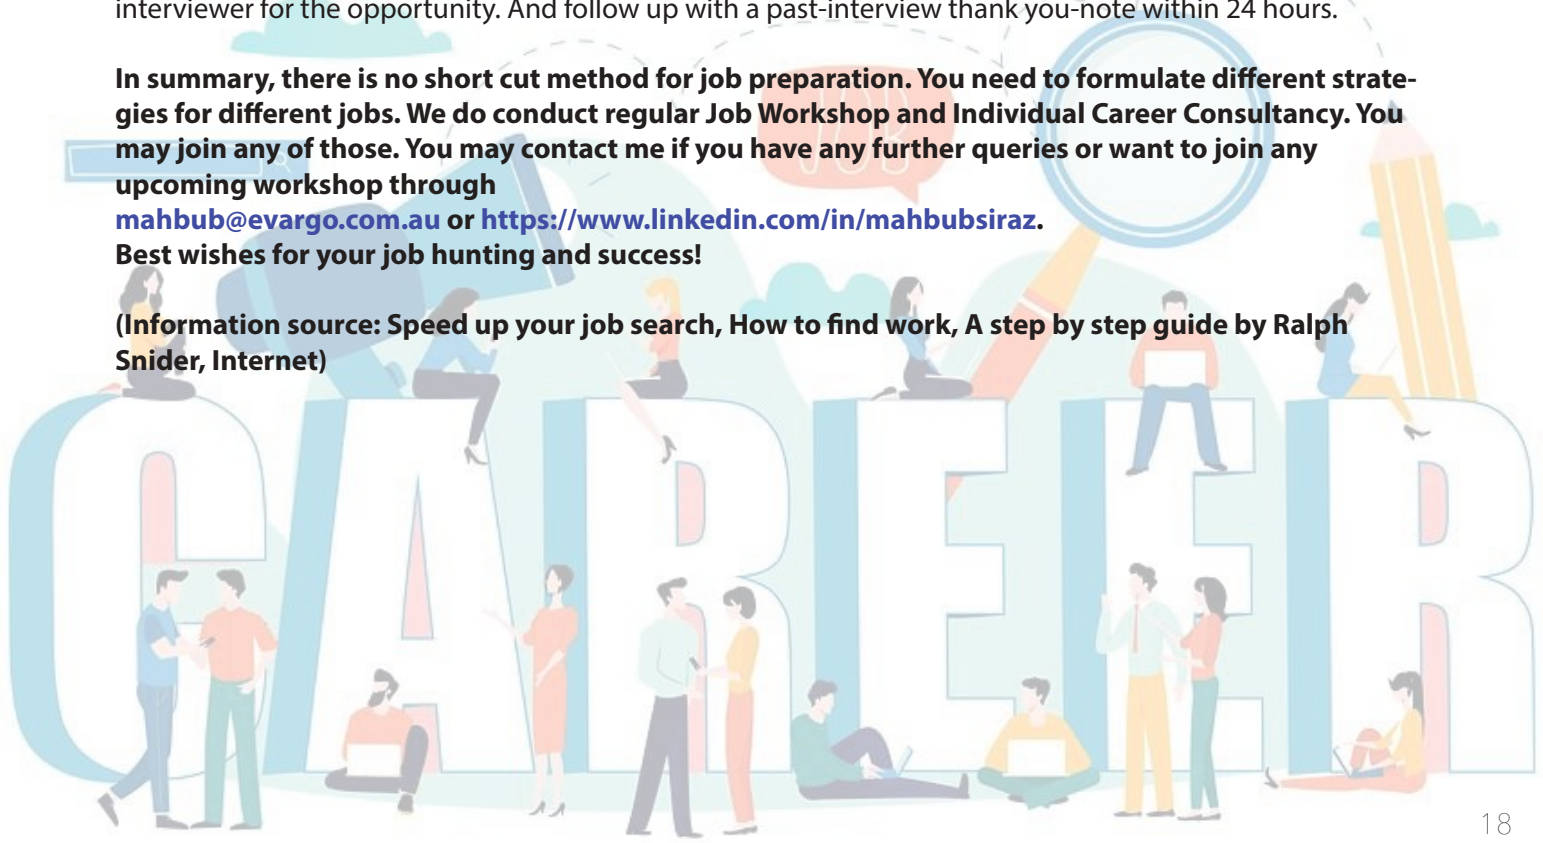 interviewer for the opportunity. And follow up with a past-interview thank you-note within 24 hours.
In summary, there is no short cut method for job preparation. You need to formulate different strate-
gies for different jobs. We do conduct regular Job Workshop and Individual Career Consultancy. You
may join any of those. You may contact me if you have any further queries or want to join any
upcoming workshop through
mahbub@evargo.com.au or https://www.linkedin.com/in/mahbubsiraz.
Best wishes for your job hunting and success!
(Information source: Speed up your job search, How to find work, A step by step guide by Ralph
Snider, Internet)
JOB
CAREER
18